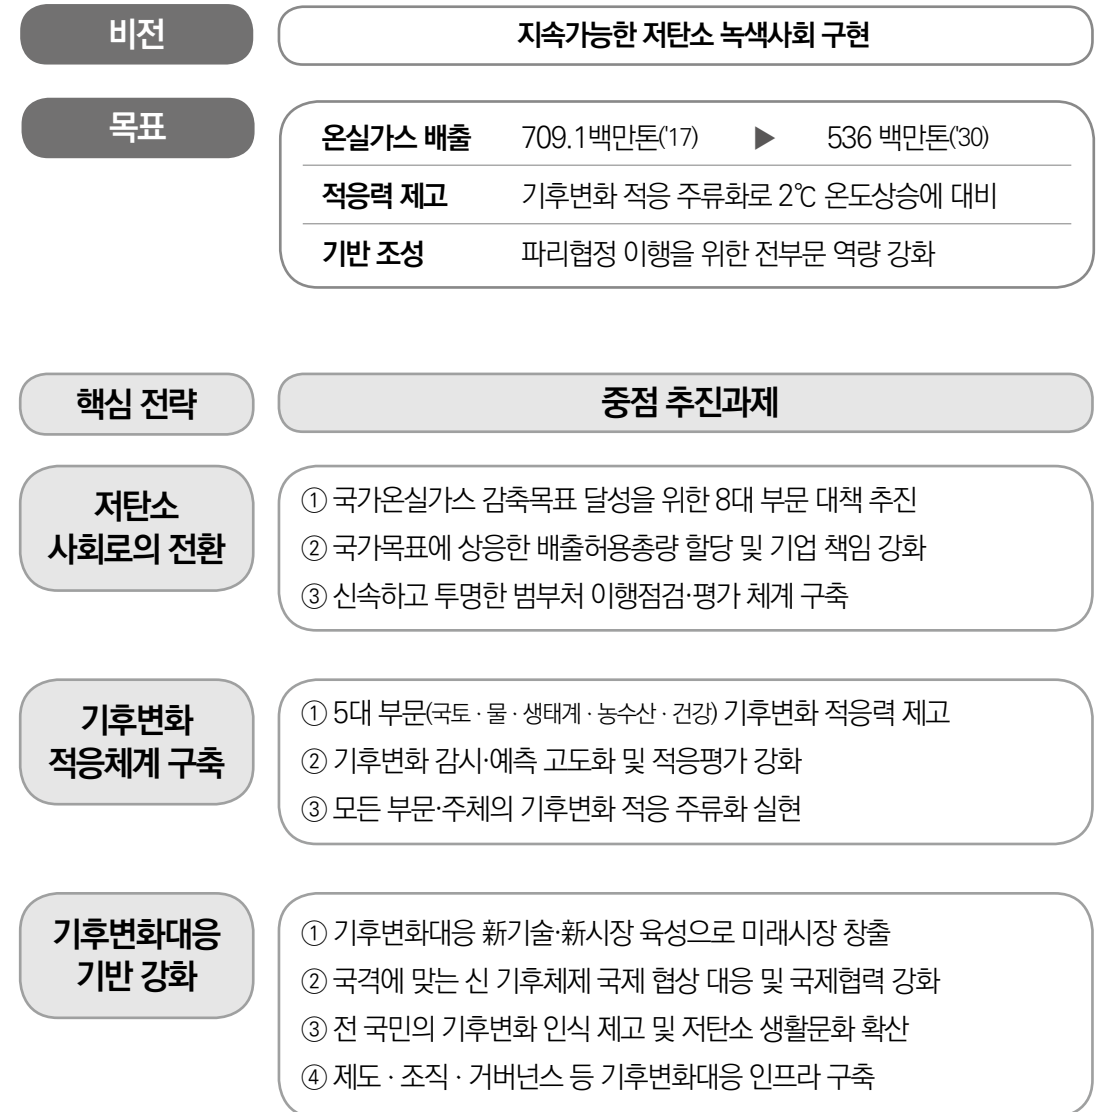 비전
지속가능한 저탄소 녹색사회 구현
목표
온실가스 배출 709.1백만톤('17) ▶ 536 백만톤('30)
적응력 제고 기후변화 적응 주류화로 2℃ 온도상승에 대비
기반 조성 파리협정 이행을 위한 전부문 역량 강화
핵심 전략
중점 추진과제
저탄소
사회로의 전환
① 국가온실가스 감축목표 달성을 위한 8대 부문 대책 추진
② 국가목표에 상응한 배출허용총량 할당 및 기업 책임 강화
③ 신속하고 투명한 범부처 이행점검·평가 체계 구축
기후변화
적응체계 구축
① 5대 부문(국토 · 물 · 생태계 · 농수산 · 건강) 기후변화 적응력 제고
② 기후변화 감시·예측 고도화 및 적응평가 강화
③ 모든 부문·주체의 기후변화 적응 주류화 실현
기후변화대응
기반 강화
① 기후변화대응 新기술·新시장 육성으로 미래시장 창출
② 국격에 맞는 신 기후체제 국제 협상 대응 및 국제협력 강화
③ 전 국민의 기후변화 인식 제고 및 저탄소 생활문화 확산
④ 제도 · 조직 · 거버넌스 등 기후변화대응 인프라 구축